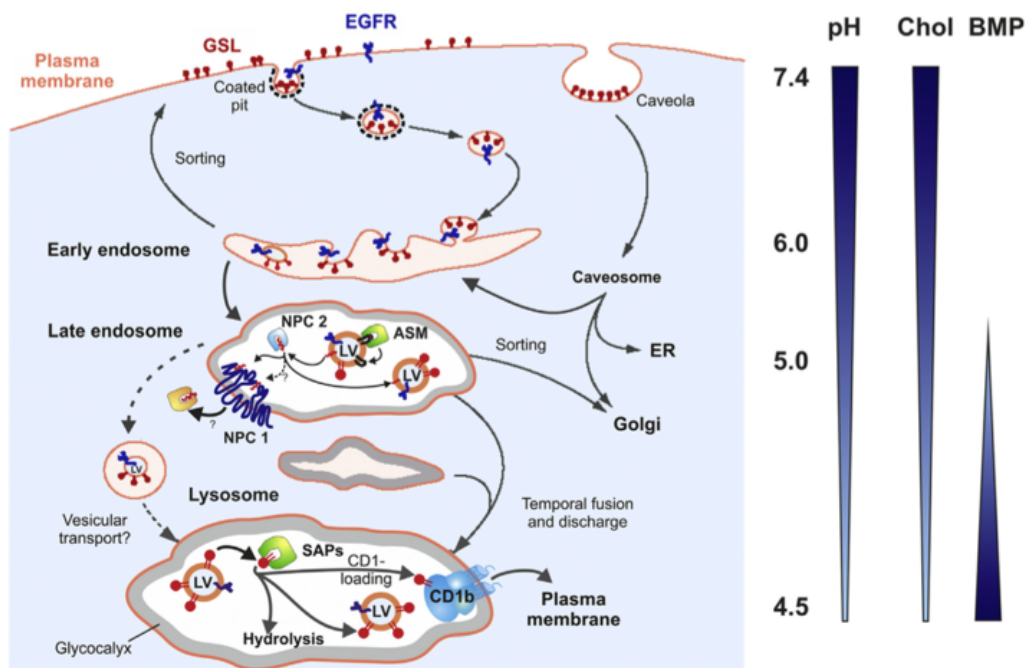 EGFR
GSL
Plasma
membrane
Coated
pit
Caveola
Sorting
Early endosome
Caveosome
Late endosome
NPC 2
ASM
LV
LV
?
Sorting
ER
Golgi
?
NPC 1
LV
Lysosome
Vesicular
transport?
Temporal fusion
and discharge
SAPs
CD1-
loading
LV
CD1b
LV
Plasma
membrane
Hydrolysis
Glycocalyx
pH
Chol
BMP
7.4
6.0
5.0
4.5